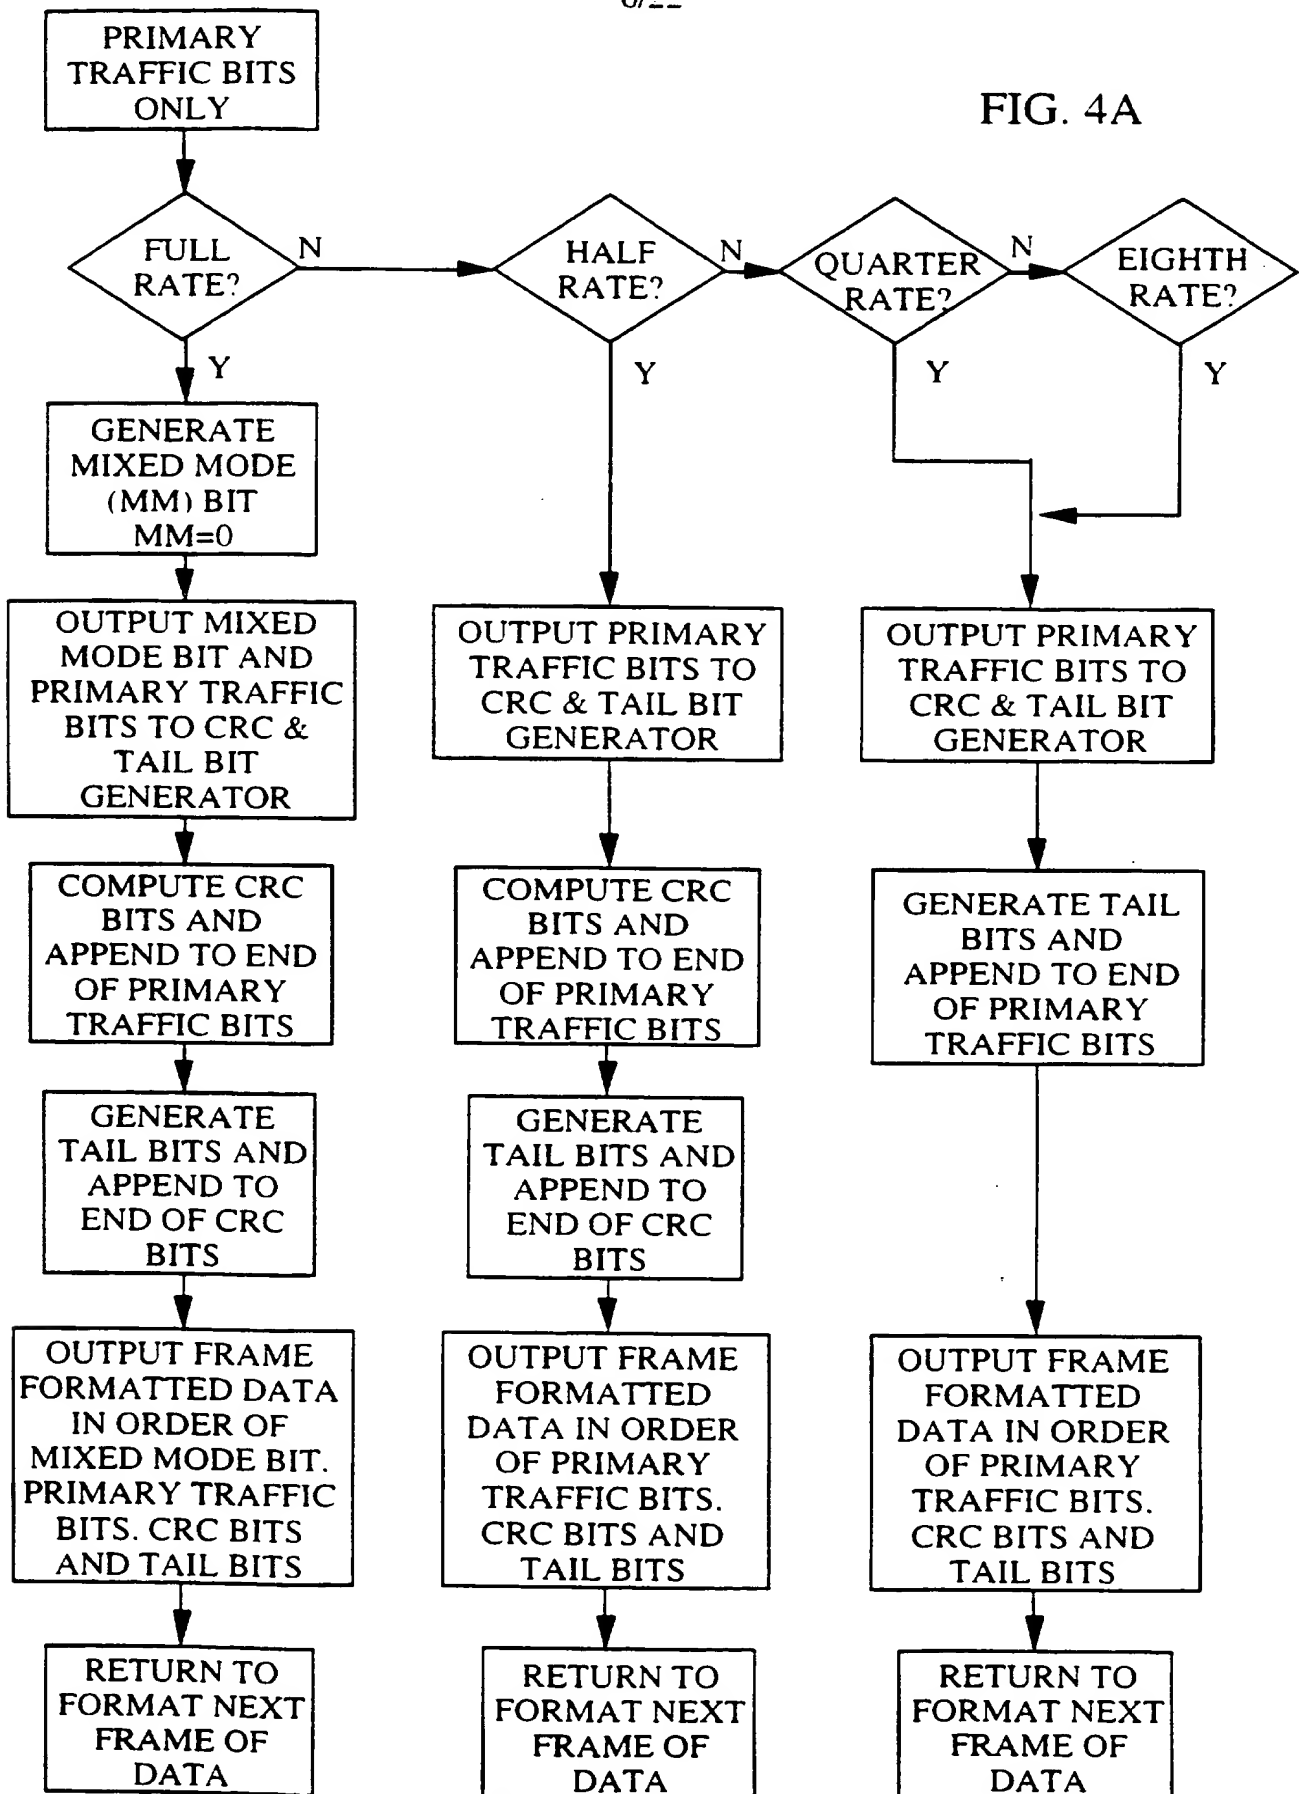 PRIMARY
TRAFFIC BITS
ONLY
FIG. 4A
FULL
RATE?
N
HALF
RATE?
N
QUARTER
RATE?
N
EIGHTH
RATE?
Y
Y
Y
Y
GENERATE
MIXED MODE
(MM) BIT
MM=0
OUTPUT MIXED
MODE BIT AND
PRIMARY TRAFFIC
BITS TO CRC &
TAIL BIT
GENERATOR
OUTPUT PRIMARY
TRAFFIC BITS TO
CRC & TAIL BIT
GENERATOR
OUTPUT PRIMARY
TRAFFIC BITS TO
CRC & TAIL BIT
GENERATOR
COMPUTE CRC
BITS AND
APPEND TO END
OF PRIMARY
TRAFFIC BITS
COMPUTE CRC
BITS AND
APPEND TO END
OF PRIMARY
TRAFFIC BITS
GENERATE TAIL
BITS AND
APPEND TO END
OF PRIMARY
TRAFFIC BITS
GENERATE
TAIL BITS AND
APPEND TO
END OF CRC
BITS
GENERATE
TAIL BITS AND
APPEND TO
END OF CRC
BITS
OUTPUT FRAME
FORMATTED DATA
IN ORDER OF
MIXED MODE BIT.
PRIMARY TRAFFIC
BITS. CRC BITS
AND TAIL BITS
OUTPUT FRAME
FORMATTED
DATA IN ORDER
OF PRIMARY
TRAFFIC BITS.
CRC BITS AND
TAIL BITS
OUTPUT FRAME
FORMATTED
DATA IN ORDER
OF PRIMARY
TRAFFIC BITS.
CRC BITS AND
TAIL BITS
RETURN TO
FORMAT NEXT
FRAME OF
DATA
RETURN TO
FORMAT NEXT
FRAME OF
DATA
RETURN TO
FORMAT NEXT
FRAME OF
DATA